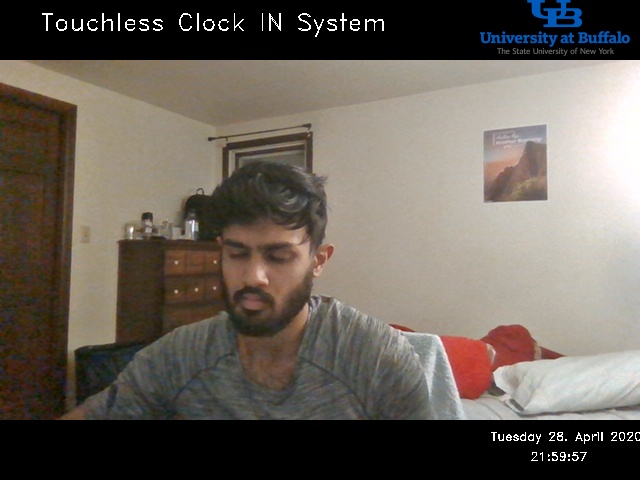 Touchless Clock IN System
UB
University at Buffalo
The State University of New York
Tuesday 28. April 2020
21:59:57